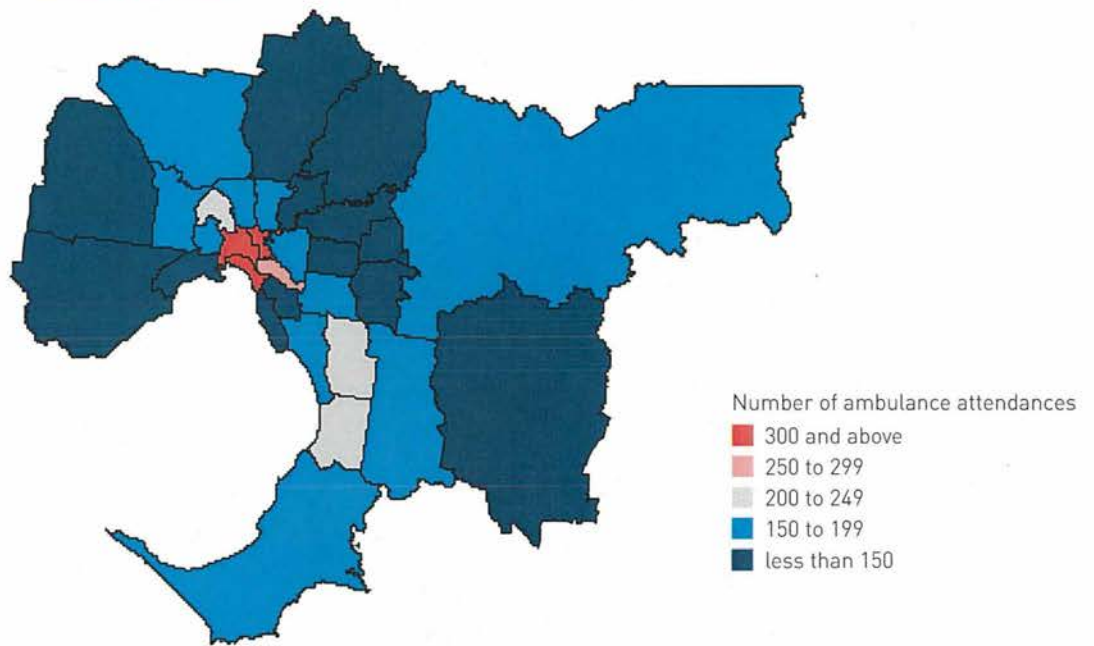 Number of ambulance attendances
300 and above
250 to 299
200 to 249
150 to 199
less than 150